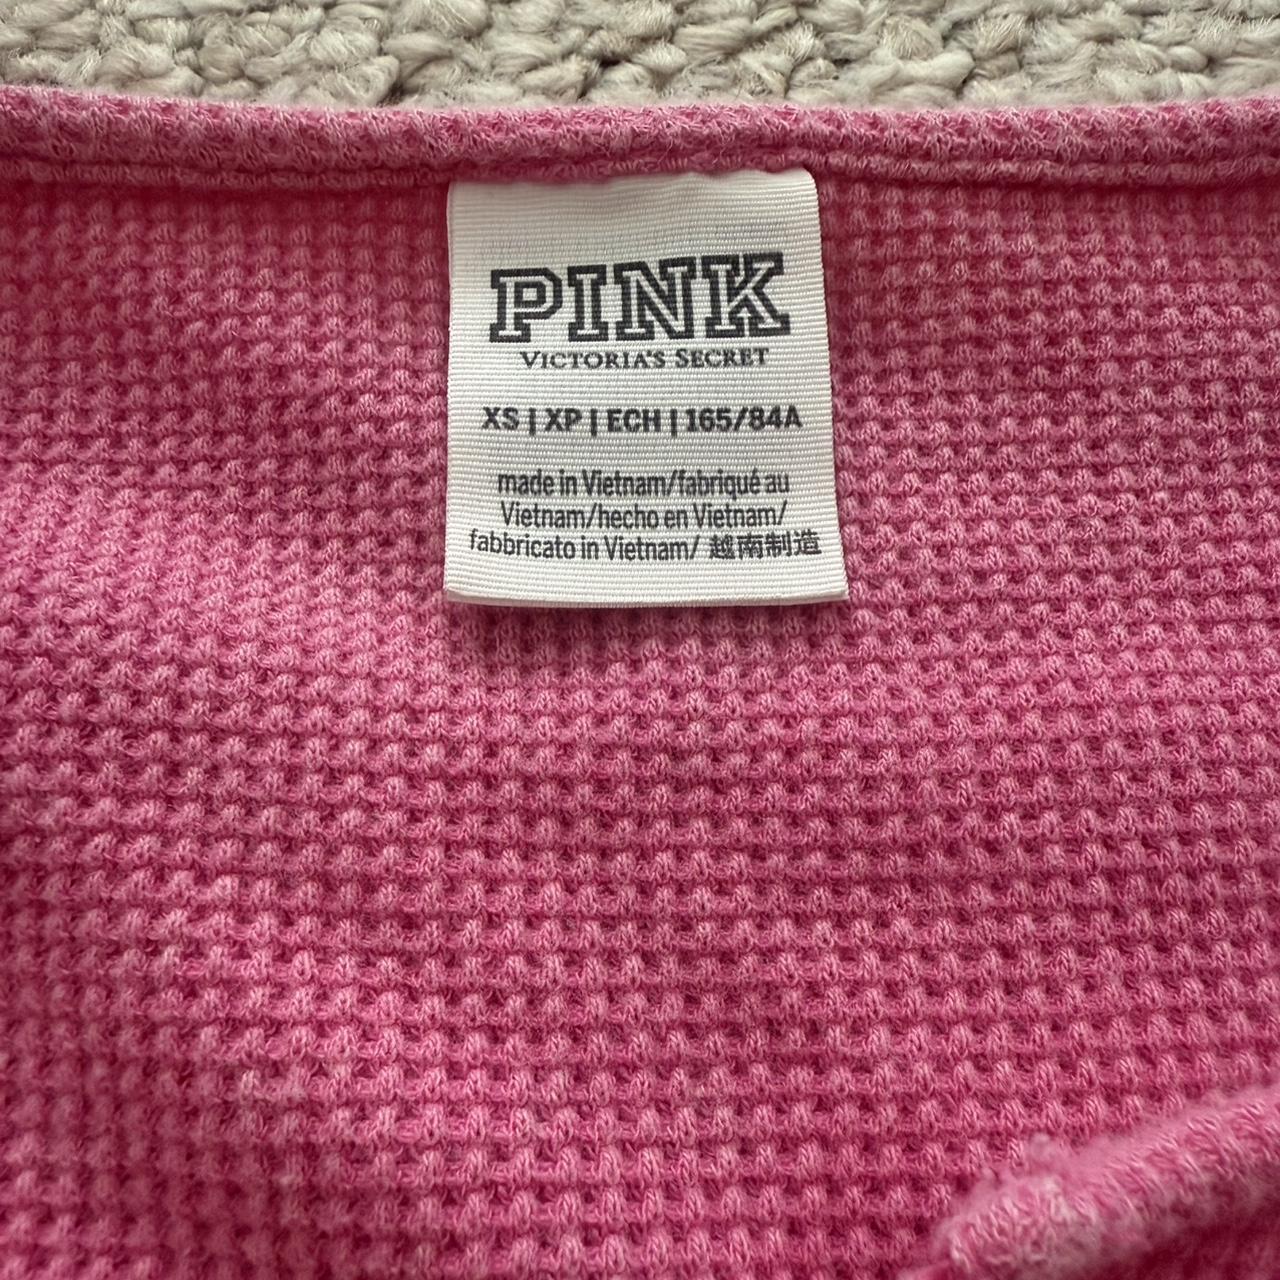 PINK
VICTORIA'S SECRET
XS | XP | ECH | 165/84A
made in Vietnam/fabriqué au
Vietnam/hecho en Vietnam/
fabbricato in Vietnam/ 越南制造